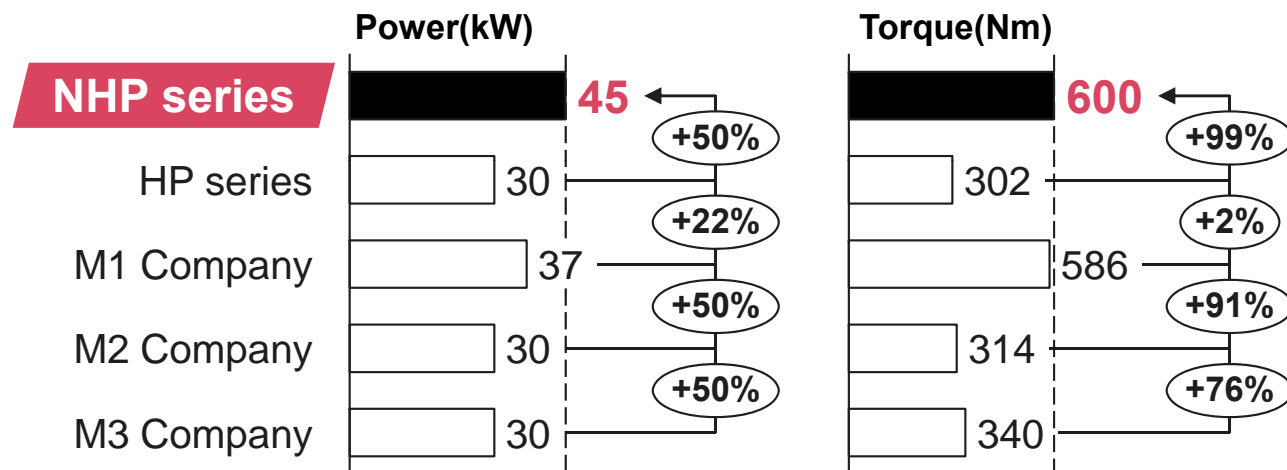 Power(kW) Torque(Nm)
NHP series 45 600
+50% +99%
HP series 30 302
+22% +2%
M1 Company 37 586
+50% +91%
M2 Company 30 314
+50% +76%
M3 Company 30 340